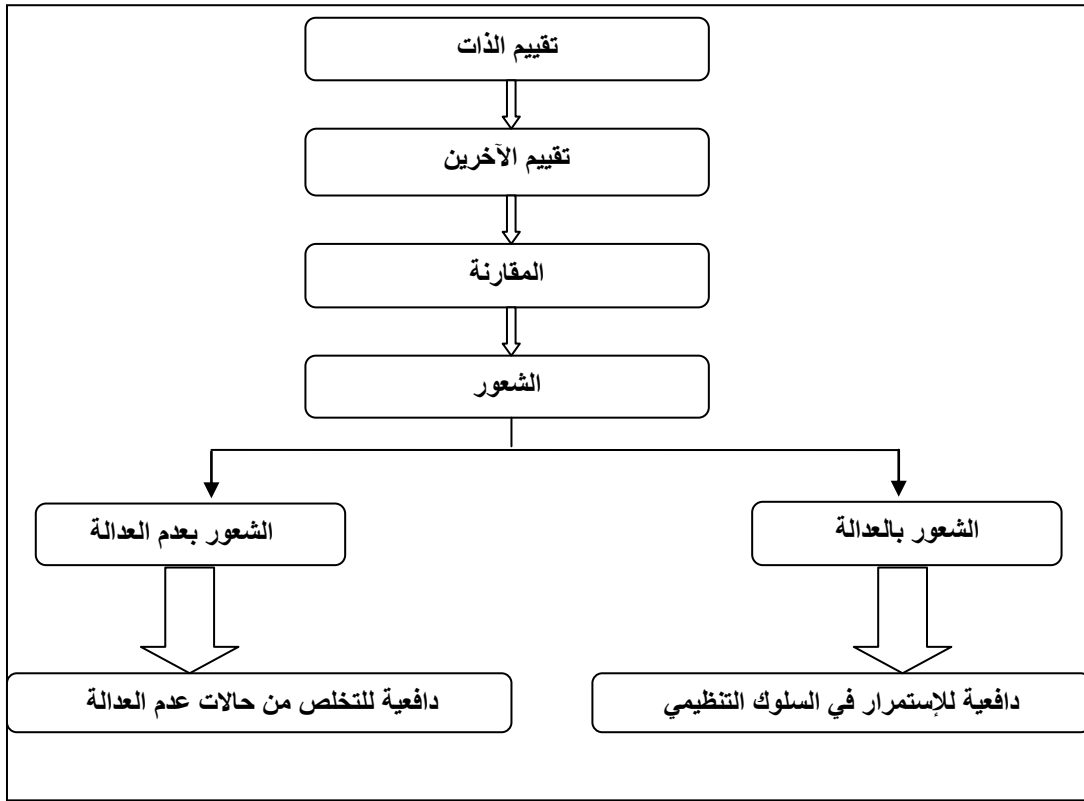 تقييم الذات
تقييم الآخرين
المقارنة
الشعور
الشعور بالعدالة
الشعور بعدم العدالة
دافعية للإستمرار في السلوك التنظيمي
دافعية للتخلص من حالات عدم العدالة